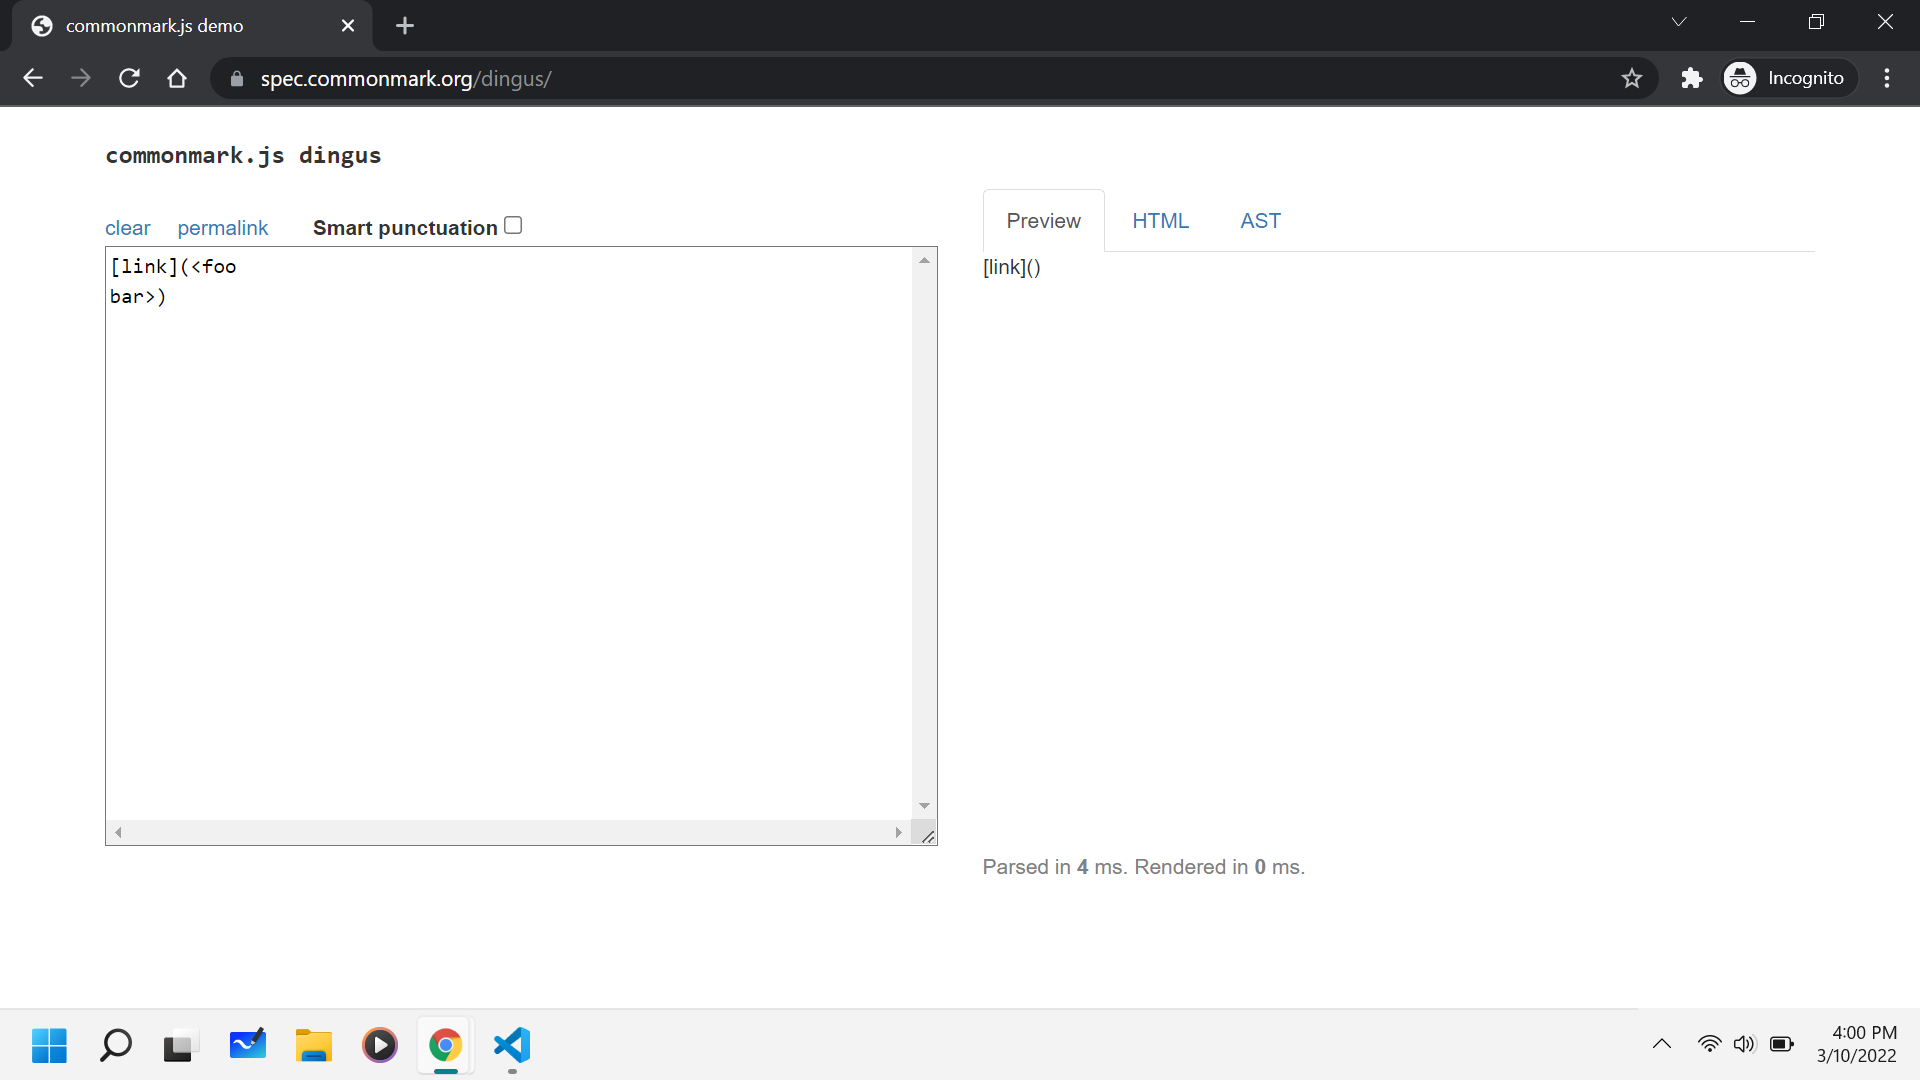 commonmark.js demo
spec.commonmark.org/dingus/
Incognito
commonmark.js dingus
clear permalink Smart punctuation
[link](<foo
bar>)
Preview HTML AST
[link]()
Parsed in 4 ms. Rendered in 0 ms.
4:00 PM
3/10/2022